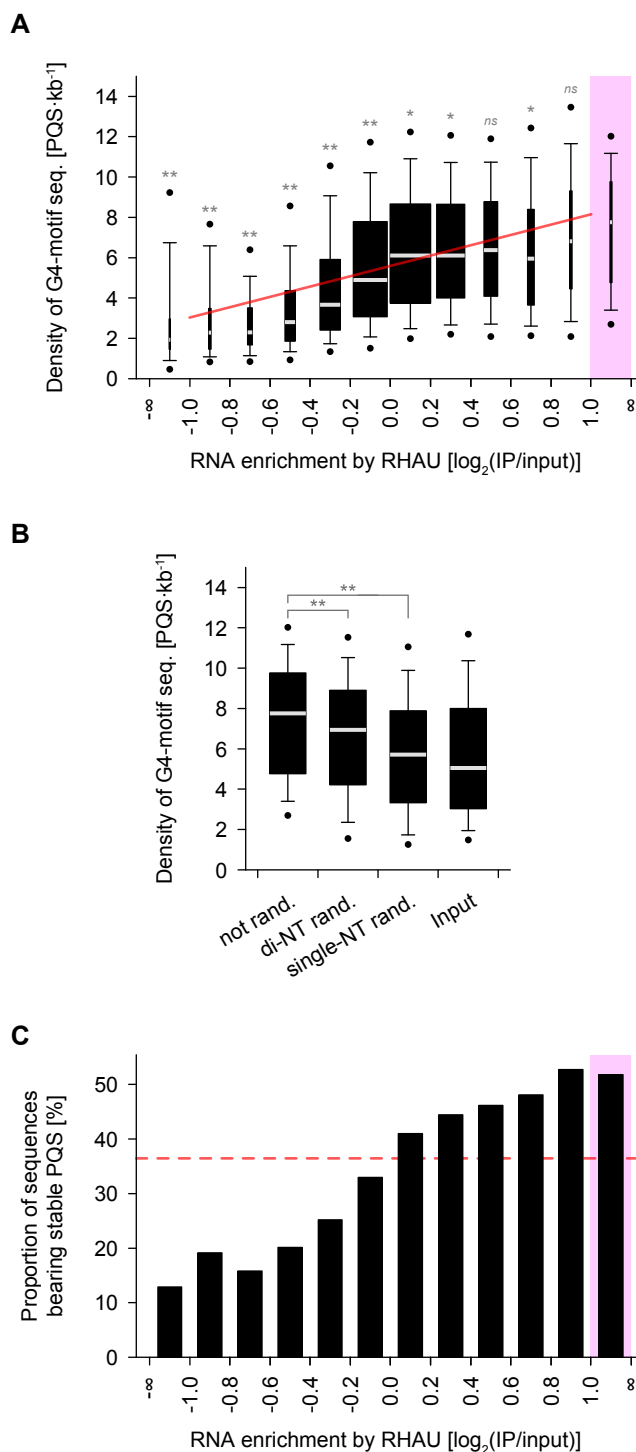 A
Density of G4-motif seq. [PQS·kb⁻¹]
14
12
10
8
6
4
2
0
** ** ** ** ** ** * * ns * ns
-∞ -1.0 -0.8 -0.6 -0.4 -0.2 0.0 0.2 0.4 0.6 0.8 1.0 ∞
RNA enrichment by RHAU [log₂(IP/input)]
B
Density of G4-motif seq. [PQS·kb⁻¹]
14
12
10
8
6
4
2
0
**
**
not rand. di-NT rand. single-NT rand. Input
C
Proportion of sequences
bearing stable PQS [%]
50
40
30
20
10
0
-∞ -1.0 -0.8 -0.6 -0.4 -0.2 0.0 0.2 0.4 0.6 0.8 1.0 ∞
RNA enrichment by RHAU [log₂(IP/input)]